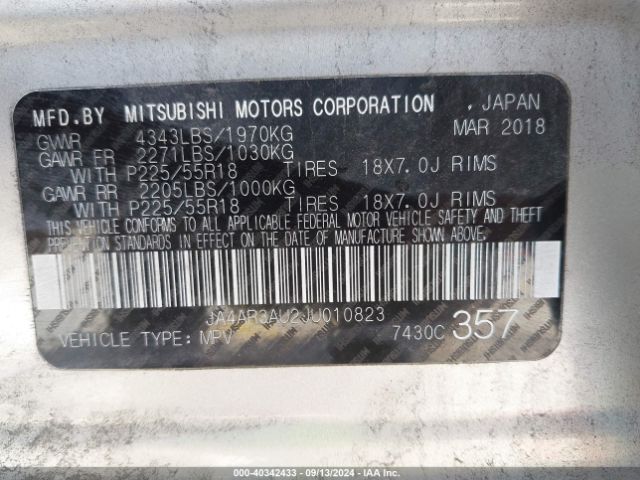 MFD.BY MITSUBISHI MOTORS CORPORATION , JAPAN
GVWR 4343LBS/1970KG MAR 2018
GAWR FR 2271LBS/1030KG
WITH P225/55R18 TIRES 18X7.0J RIMS
GAWR RR 2205LBS/1000KG
WITH P225/55R18 TIRES 18X7.0J RIMS
THIS VEHICLE CONFORMS TO ALL APPLICABLE FEDERAL MOTOR VEHICLE SAFETY AND THEFT
PREVENTION STANDARDS IN EFFECT ON THE DATE OF MANUFACTURE SHOWN ABOVE.
JA4AR3AU2JU010823
VEHICLE TYPE: MPV 7430C 357
000-40342433 - 09/13/2024 - IAA Inc.